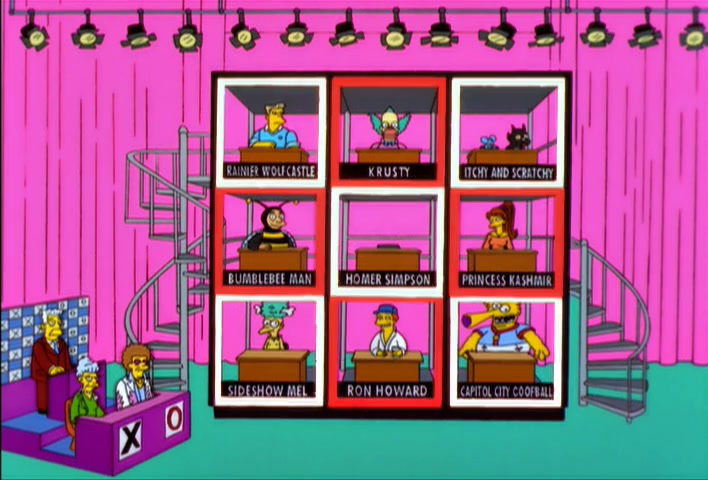 RAINIER WOLFCASTLE
KRUSTY
ITCHY AND SCRATCHY
BUMBLEBEE MAN
HOMER SIMPSON
PRINCESS KASHMIR
SIDESHOW MEL
RON HOWARD
CAPITOL CITY GOOFBALL
X O